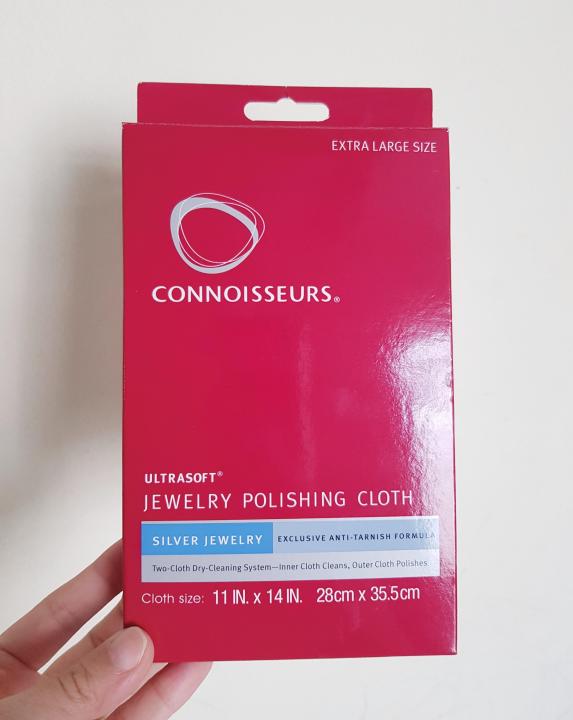 EXTRA LARGE SIZE
CONNOISSEURS®
ULTRASOFT®
JEWELRY POLISHING CLOTH
SILVER JEWELRY EXCLUSIVE ANTI-TARNISH FORMULA
Two-Cloth Dry-Cleaning System—Inner Cloth Cleans, Outer Cloth Polishes
Cloth size: 11 IN. x 14 IN. 28cm x 35.5cm